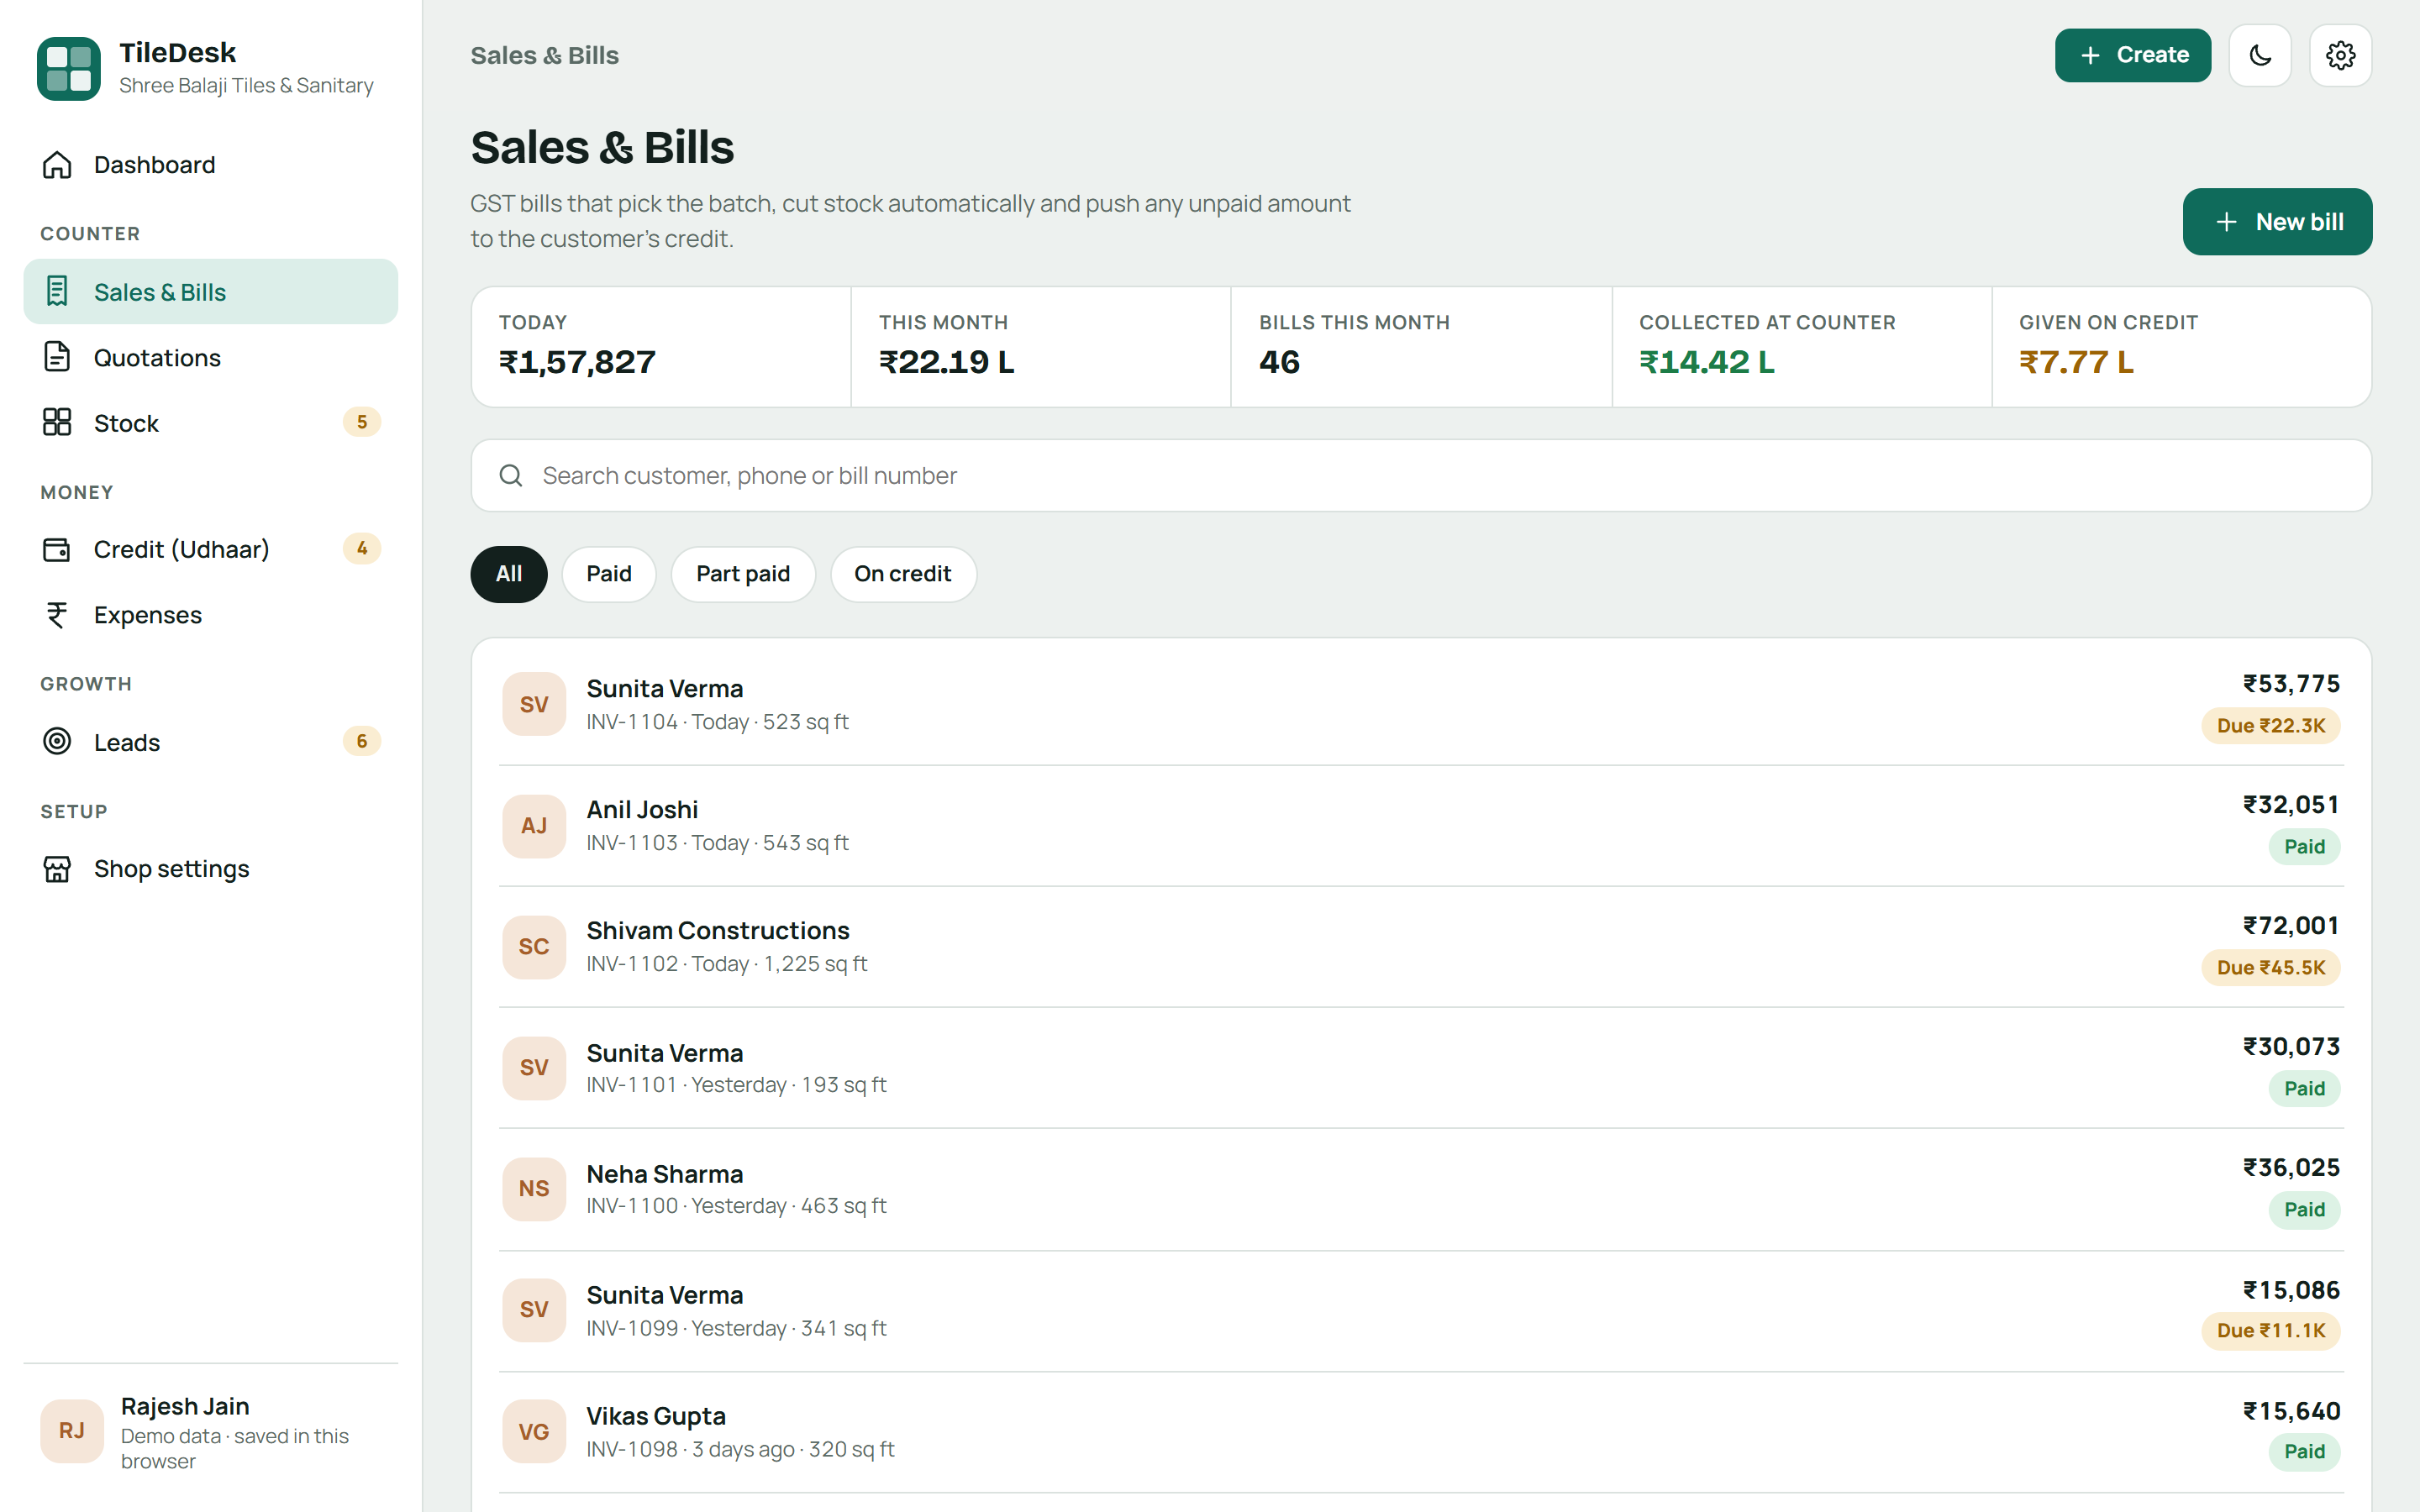 TileDesk
Shree Balaji Tiles & Sanitary
Dashboard
COUNTER
Sales & Bills
Quotations
Stock 5
MONEY
Credit (Udhaar) 4
Expenses
GROWTH
Leads 6
SETUP
Shop settings
RJ
Rajesh Jain
Demo data · saved in this
browser
Sales & Bills
+ Create
Sales & Bills
GST bills that pick the batch, cut stock automatically and push any unpaid amount
to the customer's credit.
+ New bill
TODAY
₹1,57,827
THIS MONTH
₹22.19 L
BILLS THIS MONTH
46
COLLECTED AT COUNTER
₹14.42 L
GIVEN ON CREDIT
₹7.77 L
Search customer, phone or bill number
All Paid Part paid On credit
SV
Sunita Verma
INV-1104 · Today · 523 sq ft
₹53,775
Due ₹22.3K
AJ
Anil Joshi
INV-1103 · Today · 543 sq ft
₹32,051
Paid
SC
Shivam Constructions
INV-1102 · Today · 1,225 sq ft
₹72,001
Due ₹45.5K
SV
Sunita Verma
INV-1101 · Yesterday · 193 sq ft
₹30,073
Paid
NS
Neha Sharma
INV-1100 · Yesterday · 463 sq ft
₹36,025
Paid
SV
Sunita Verma
INV-1099 · Yesterday · 341 sq ft
₹15,086
Due ₹11.1K
VG
Vikas Gupta
INV-1098 · 3 days ago · 320 sq ft
₹15,640
Paid